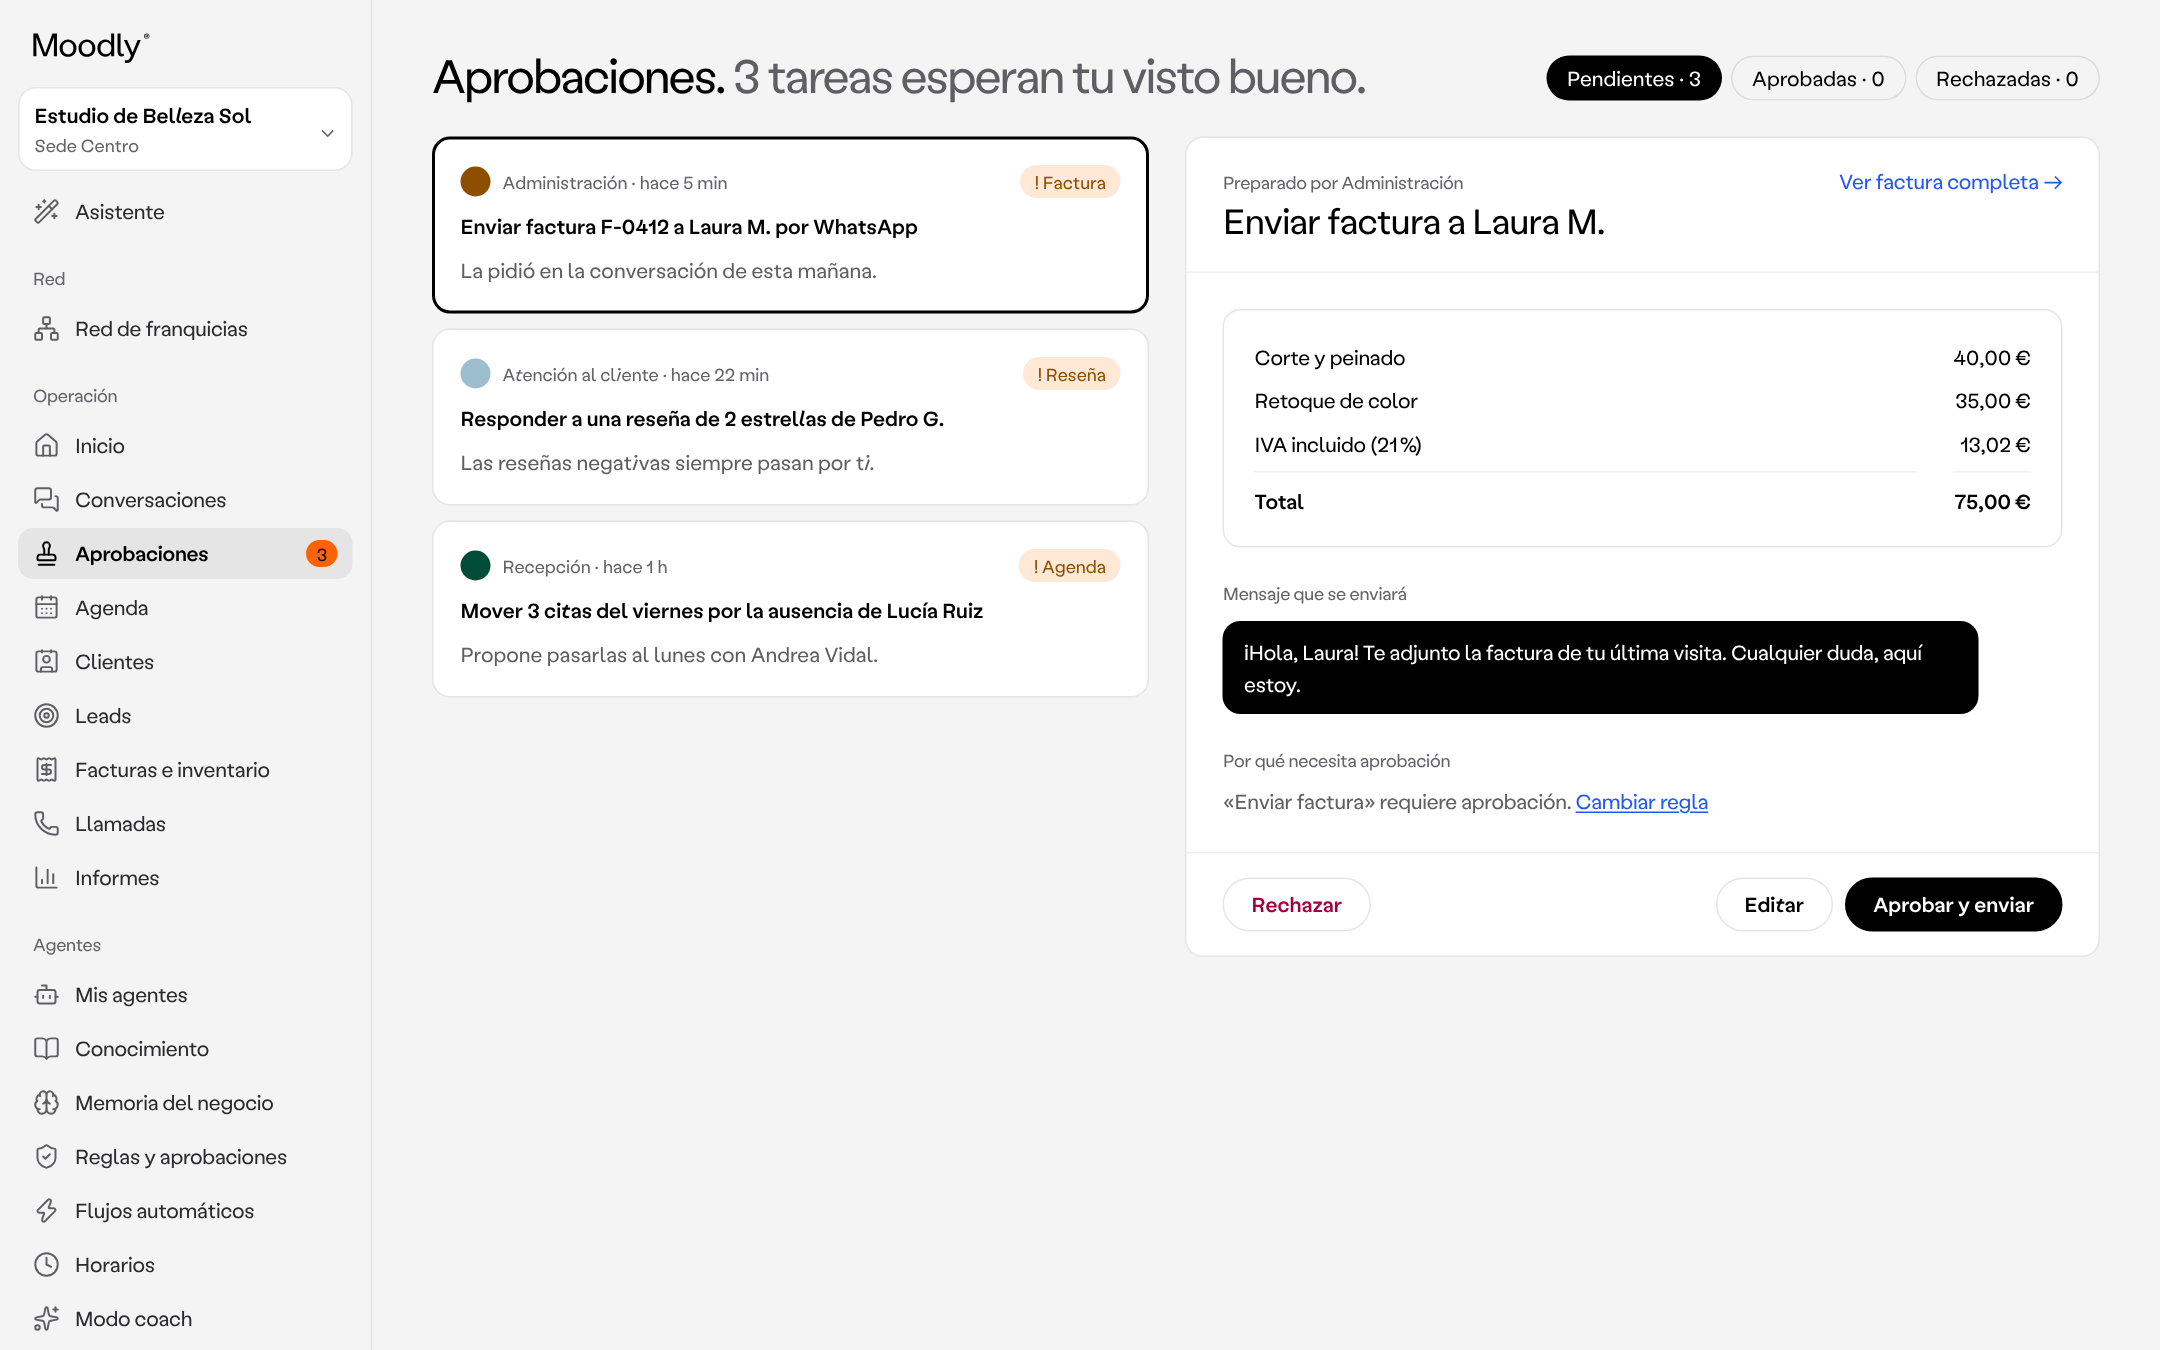 Moodly®
Estudio de Belleza Sol
Sede Centro
Asistente
Red
Red de franquicias
Operación
Inicio
Conversaciones
Aprobaciones 3
Agenda
Clientes
Leads
Facturas e inventario
Llamadas
Informes
Agentes
Mis agentes
Conocimiento
Memoria del negocio
Reglas y aprobaciones
Flujos automáticos
Horarios
Modo coach
Aprobaciones. 3 tareas esperan tu visto bueno.
Pendientes · 3
Aprobadas · 0
Rechazadas · 0
Administración · hace 5 min
! Factura
Enviar factura F-0412 a Laura M. por WhatsApp
La pidió en la conversación de esta mañana.
Atención al cliente · hace 22 min
! Reseña
Responder a una reseña de 2 estrellas de Pedro G.
Las reseñas negativas siempre pasan por ti.
Recepción · hace 1 h
! Agenda
Mover 3 citas del viernes por la ausencia de Lucía Ruiz
Propone pasarlas al lunes con Andrea Vidal.
Preparado por Administración
Ver factura completa →
Enviar factura a Laura M.
Corte y peinado 40,00 €
Retoque de color 35,00 €
IVA incluido (21%) 13,02 €
Total 75,00 €
Mensaje que se enviará
¡Hola, Laura! Te adjunto la factura de tu última visita. Cualquier duda, aquí
estoy.
Por qué necesita aprobación
«Enviar factura» requiere aprobación. Cambiar regla
Rechazar
Editar
Aprobar y enviar